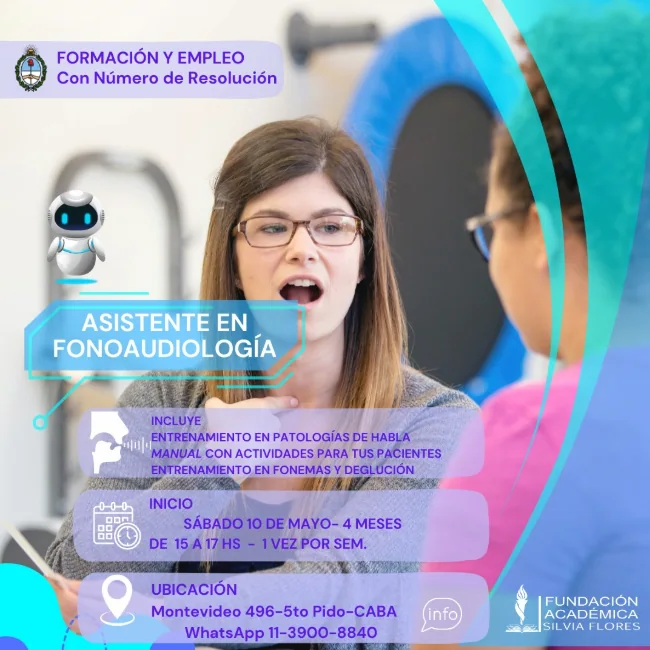 FORMACIÓN Y EMPLEO
Con Número de Resolución
ASISTENTE EN
FONOAUDIOLOGÍA
INCLUYE
ENTRENAMIENTO EN PATOLOGÍAS DE HABLA
MANUAL CON ACTIVIDADES PARA TUS PACIENTES
ENTRENAMIENTO EN FONEMAS Y DEGLUCIÓN
INICIO
SÁBADO 10 DE MAYO- 4 MESES
DE 15 A 17 HS - 1 VEZ POR SEM.
UBICACIÓN
Montevideo 496-5to Pido-CABA
WhatsApp 11-3900-8840
info
FUNDACIÓN
ACADÉMICA
SILVIA FLORES